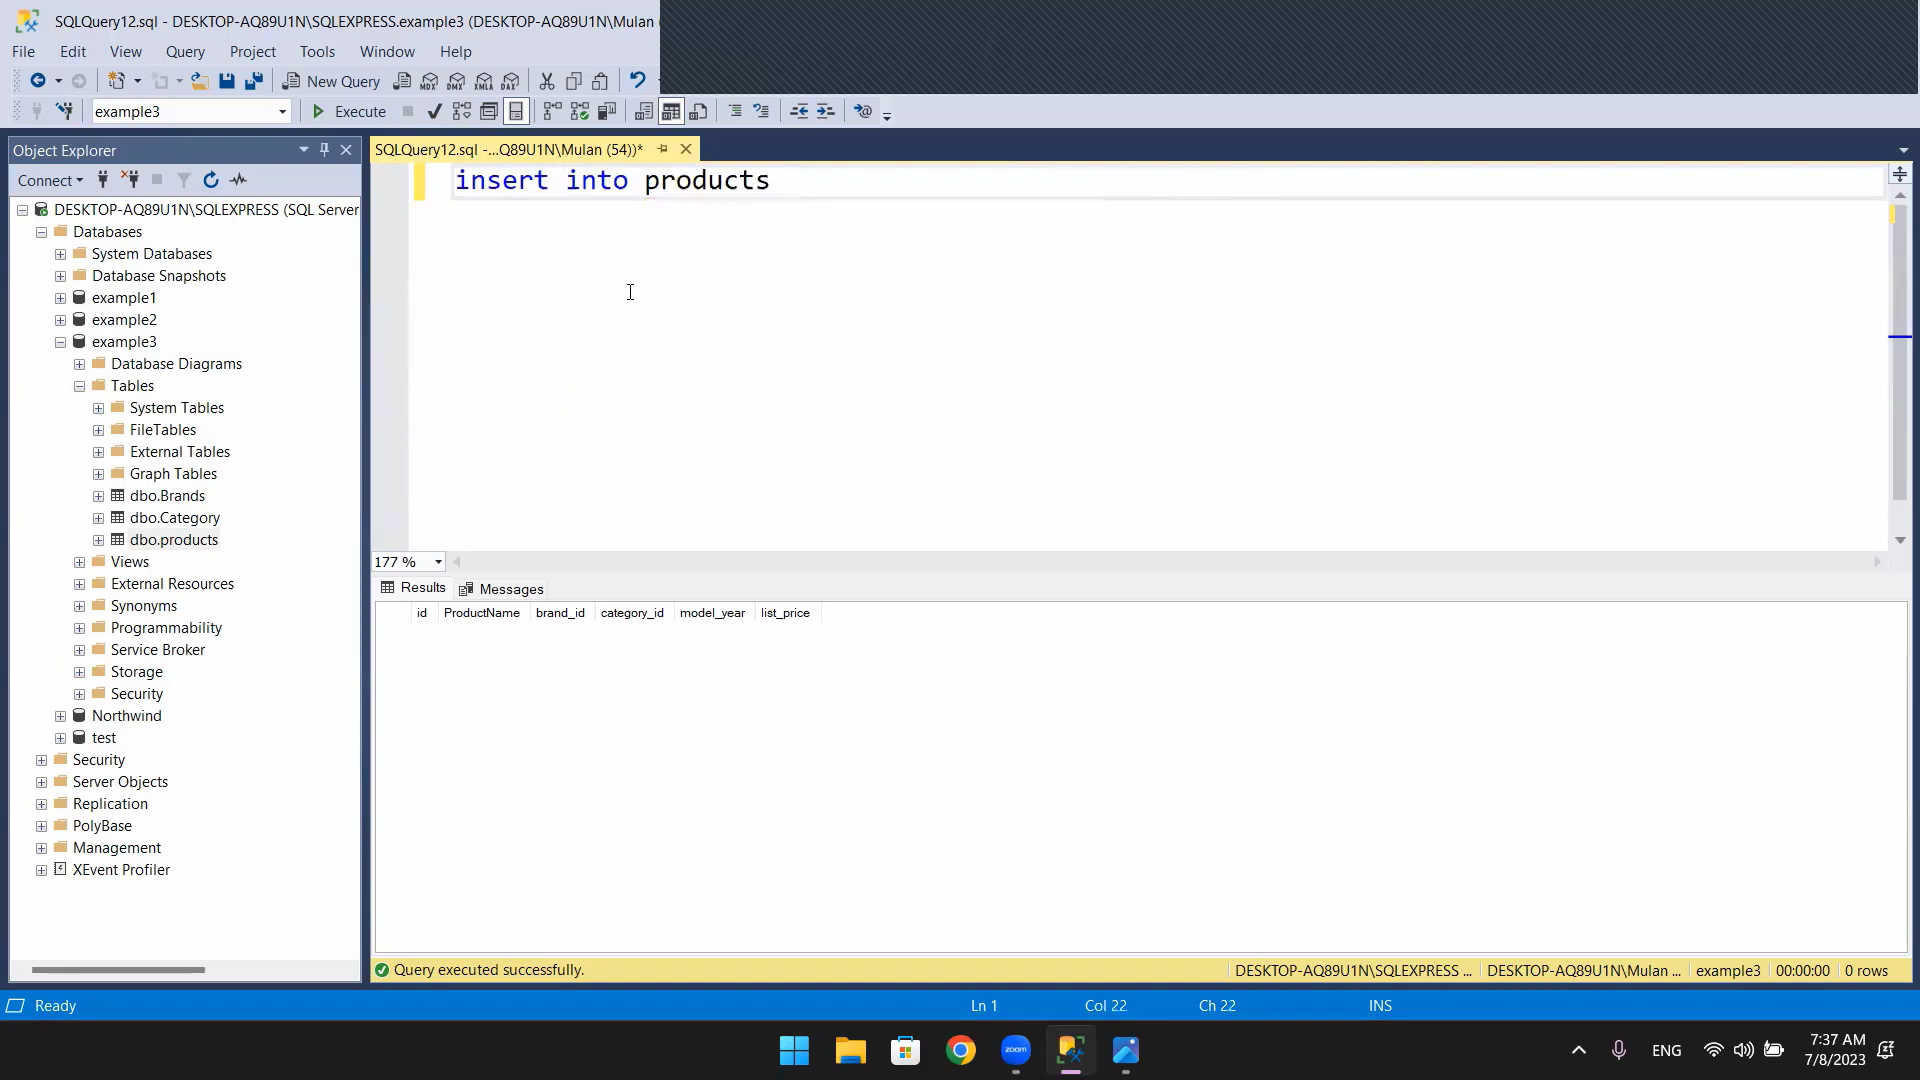 SQLQuery12.sql - DESKTOP-AQ89U1N\SQLEXPRESS.example3 (DESKTOP-AQ89U1N\Mulan
File Edit View Query Project Tools Window Help
New Query
MDX DMX XMLA DAX
example3 Execute
Object Explorer
SQLQuery12.sql -...Q89U1N\Mulan (54))*
Connect
insert into products
DESKTOP-AQ89U1N\SQLEXPRESS (SQL Server
Databases
System Databases
Database Snapshots
example1
example2
example3
Database Diagrams
Tables
System Tables
FileTables
External Tables
Graph Tables
dbo.Brands
dbo.Category
dbo.products
Views
External Resources
Synonyms
Programmability
Service Broker
Storage
Security
Northwind
test
Security
Server Objects
Replication
PolyBase
Management
XEvent Profiler
177 %
Results Messages
id ProductName brand_id category_id model_year list_price
Query executed successfully. DESKTOP-AQ89U1N\SQLEXPRESS ... DESKTOP-AQ89U1N\Mulan ... example3 00:00:00 0 rows
Ready Ln 1 Col 22 Ch 22 INS
zoom
ENG
7:37 AM
7/8/2023